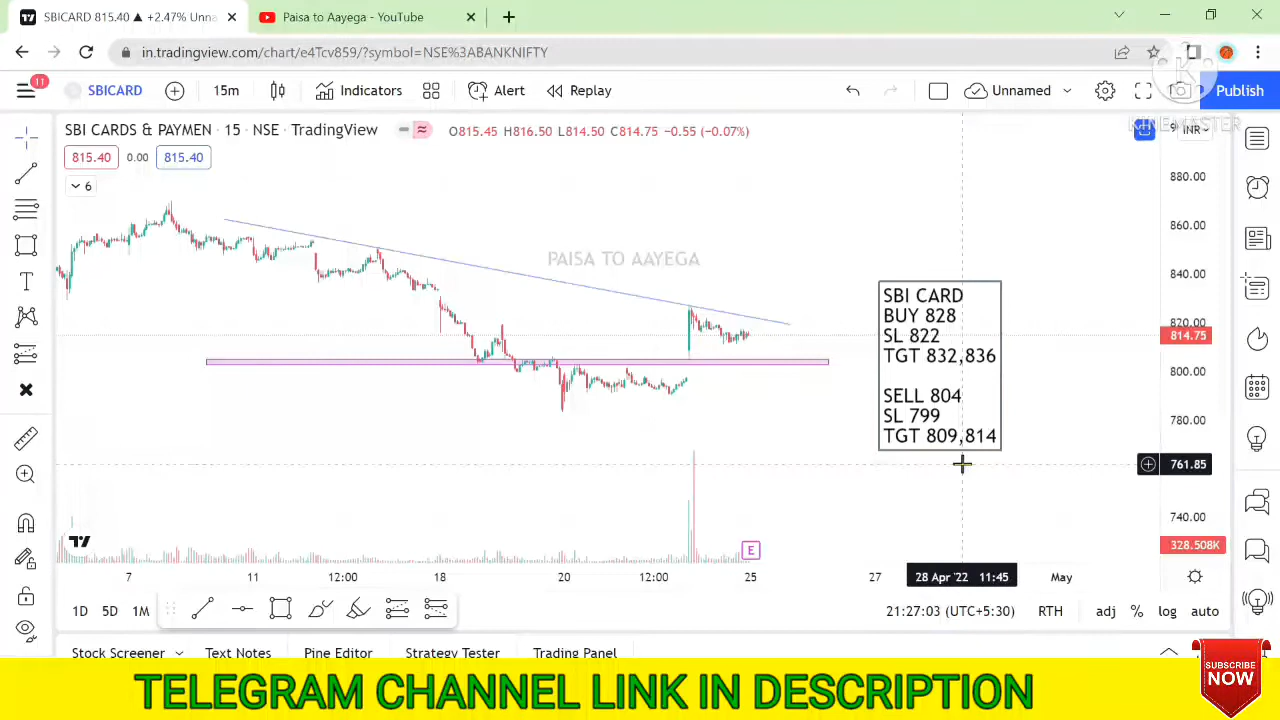 SBICARD 815.40 ▲ +2.47% Unna
Paisa to Aayega - YouTube
in.tradingview.com/chart/e4Tcv859/?symbol=NSE%3ABANKNIFTY
11
SBICARD
15m
Indicators
Alert
Replay
Unnamed
Publish
K
KINEMASTER
SBI CARDS & PAYMEN · 15 · NSE · TradingView
O815.45 H816.50 L814.50 C814.75 −0.55 (−0.07%)
INR
815.40 0.00 815.40
6
880.00
860.00
840.00
820.00
814.75
800.00
780.00
761.85
740.00
328.508K
PAISA TO AAYEGA
SBI CARD
BUY 828
SL 822
TGT 832,836
SELL 804
SL 799
TGT 809,814
E
7 11 12:00 18 20 12:00 25 27 28 Apr '22 11:45 May
1D 5D 1M
21:27:03 (UTC+5:30) RTH adj % log auto
Stock Screener Text Notes Pine Editor Strategy Tester Trading Panel
TELEGRAM CHANNEL LINK IN DESCRIPTION
SUBSCRIBE
NOW